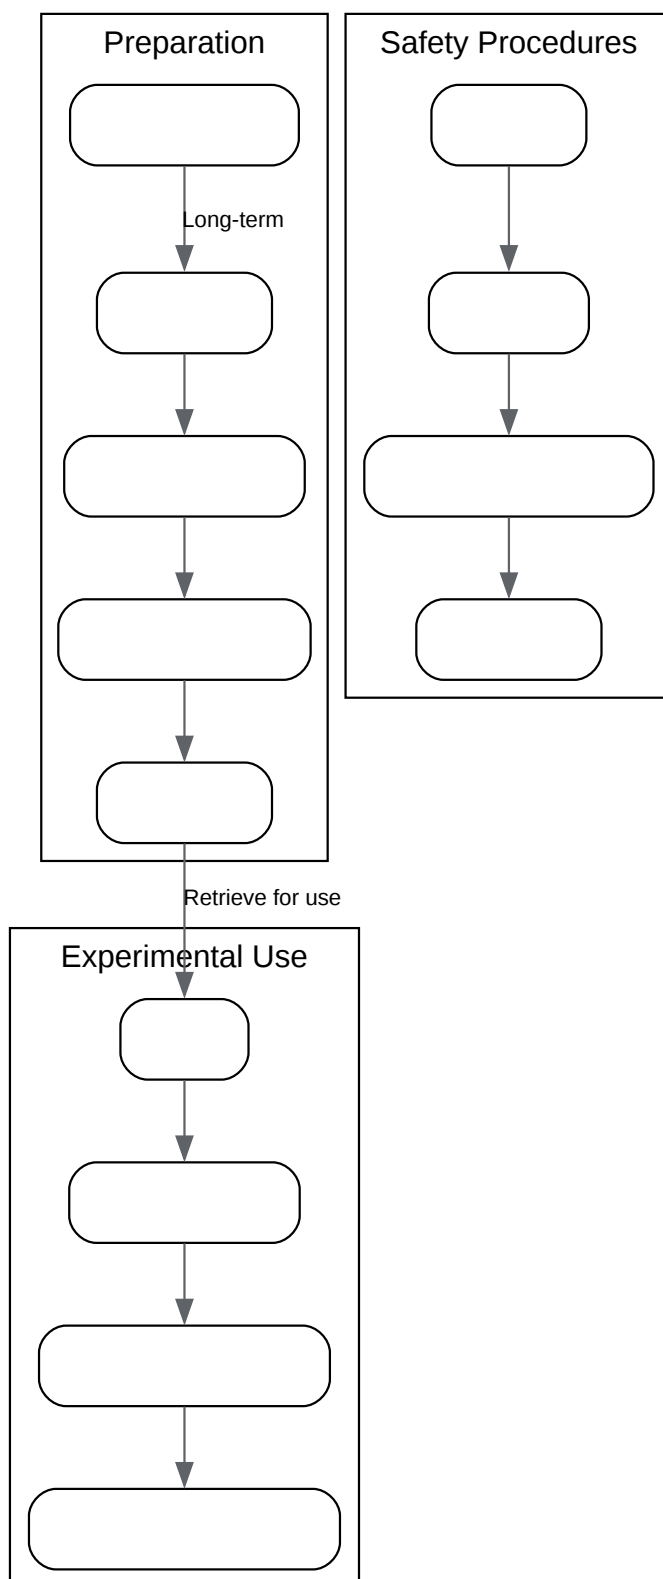 Preparation
Safety Procedures
Long-term
Retrieve for use
Experimental Use